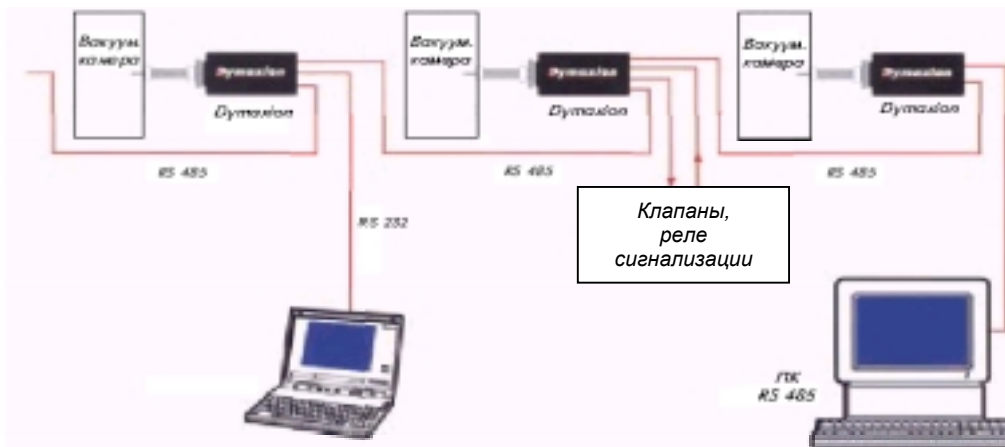 Вакуум.
камера
Dymaxion
Dymaxion
RS 485
RS 232
Вакуум.
камера
Dymaxion
Dymaxion
RS 485
Клапаны,
реле
сигнализации
Вакуум.
камера
Dymaxion
Dymaxion
RS 485
ПК
RS 485